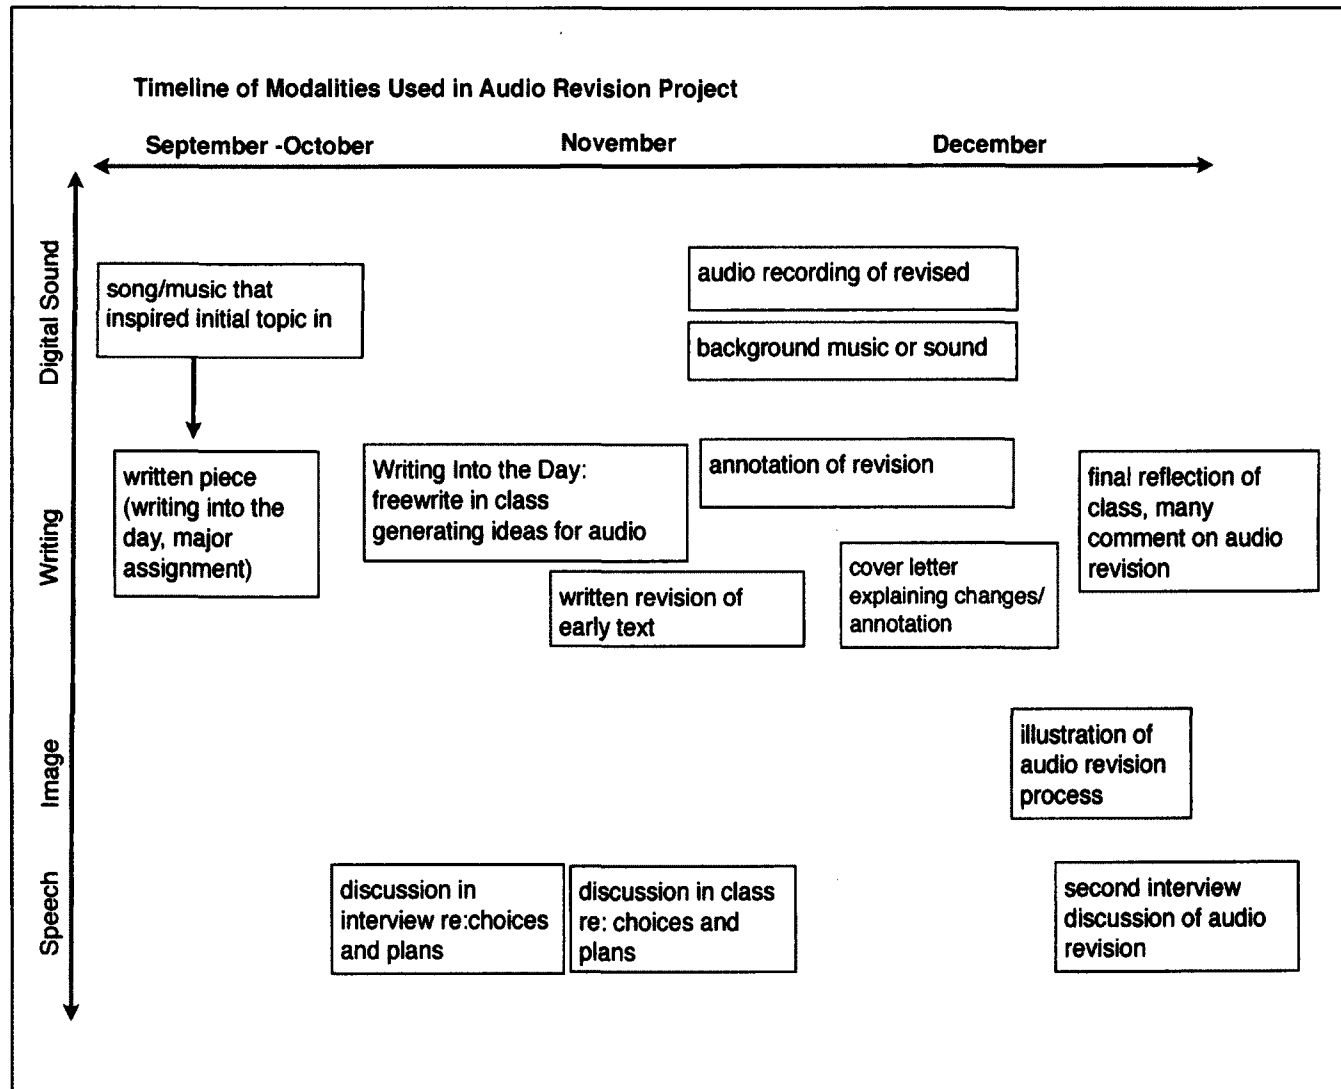 Timeline of Modalities Used in Audio Revision Project
September -October
November
December
Digital Sound
song/music that
inspired initial topic in
audio recording of revised
background music or sound
Writing
written piece
(writing into the
day, major
assignment)
Writing Into the Day:
freewrite in class
generating ideas for audio
written revision of
early text
annotation of revision
cover letter
explaining changes/
annotation
final reflection of
class, many
comment on audio
revision
Image
illustration of
audio revision
process
Speech
discussion in
interview re:choices
and plans
discussion in class
re: choices and
plans
second interview
discussion of audio
revision